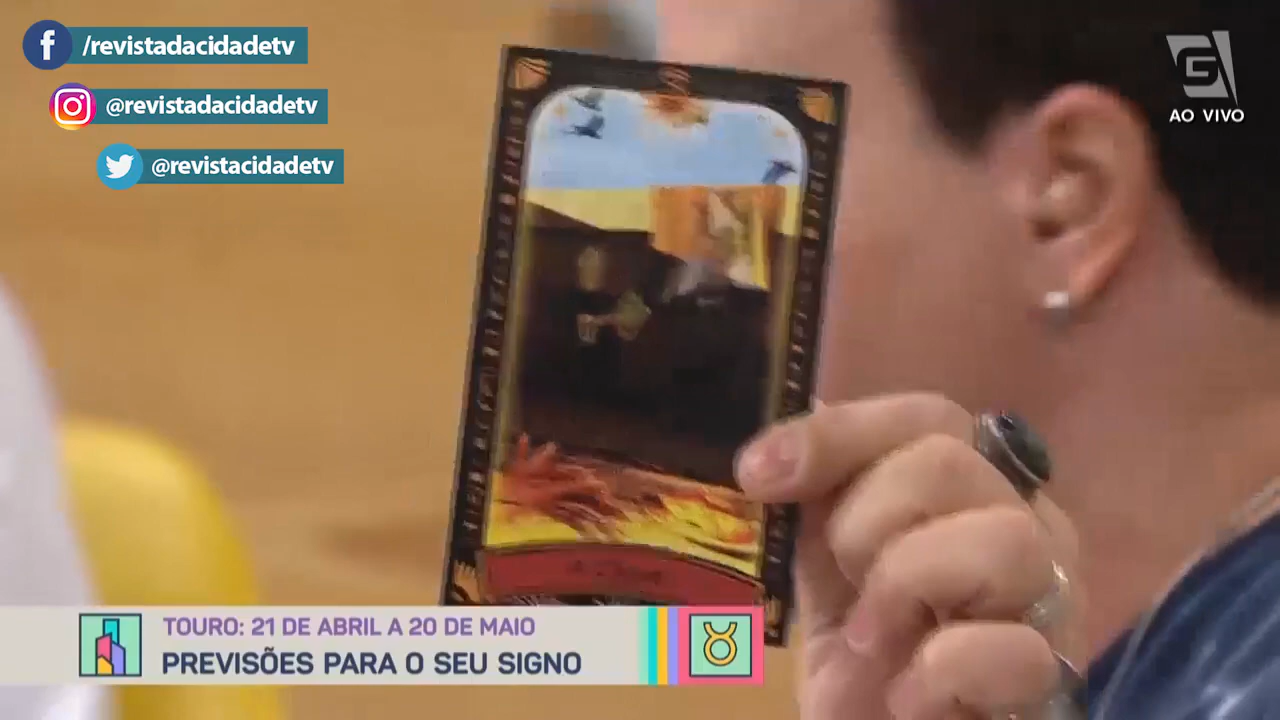 /revistadacidadetv
@revistadacidadetv
@revistacidadetv
AO VIVO
TOURO: 21 DE ABRIL A 20 DE MAIO
PREVISÕES PARA O SEU SIGNO